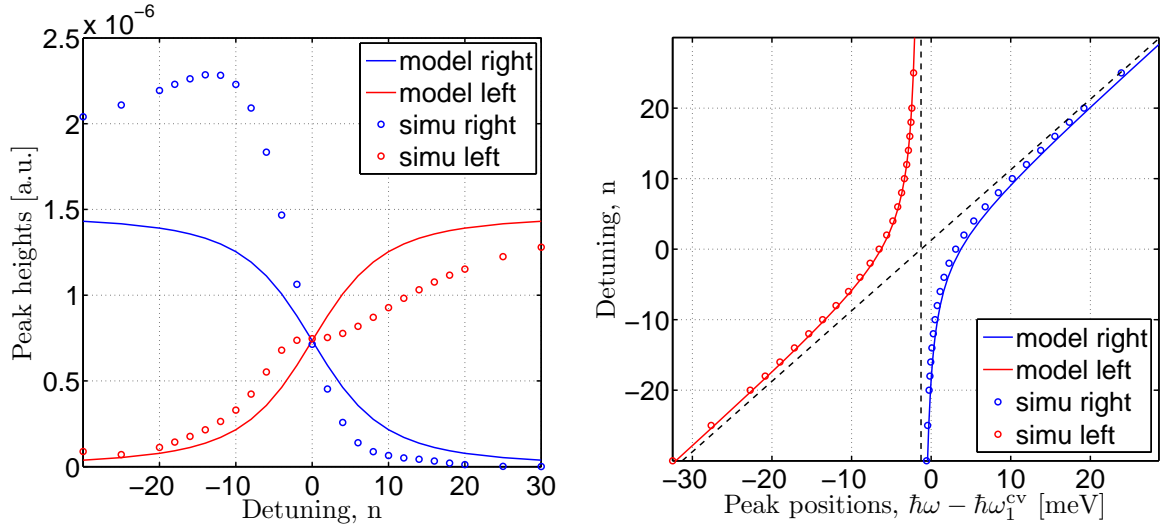 x 10⁻⁶
2.5
2
1.5
1
0.5
0
Peak heights [a.u.]
−20 −10 0 10 20 30
Detuning, n
model right
model left
simu right
simu left
20
10
0
−10
−20
Detuning, n
−30 −20 −10 0 10 20
Peak positions, ℏω − ℏω₁ᶜᵛ [meV]
model right
model left
simu right
simu left